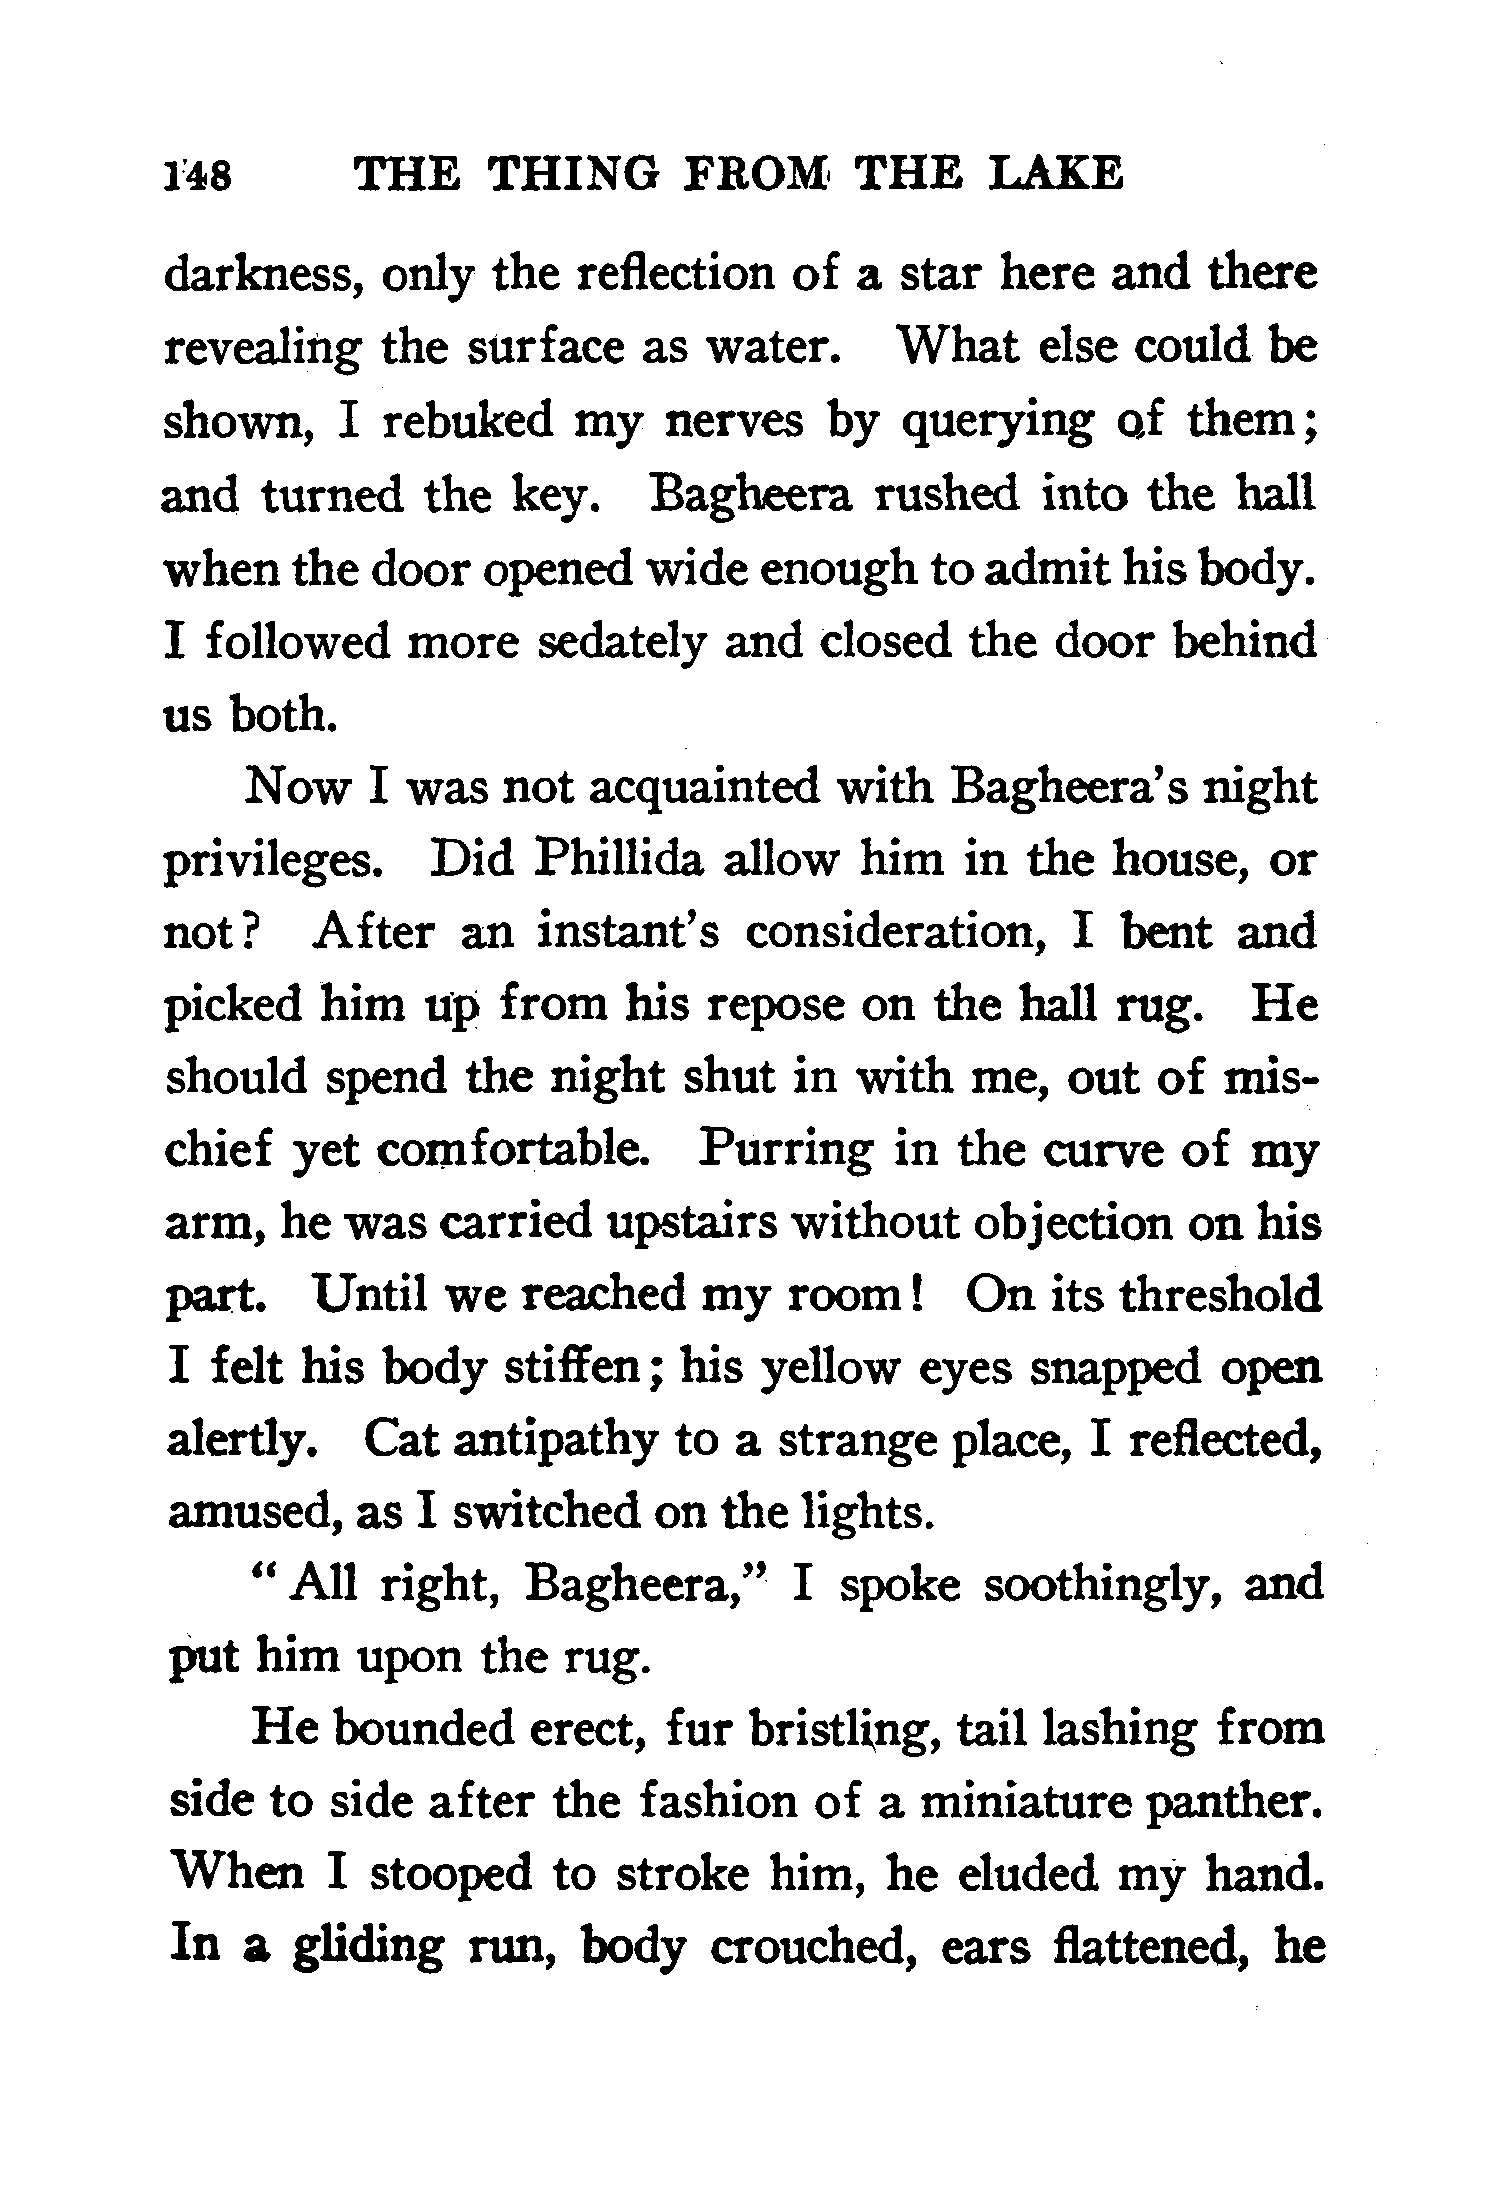 148 THE THING FROM THE LAKE
darkness, only the reflection of a star here and there
revealing the surface as water. What else could be
shown, I rebuked my nerves by querying of them;
and turned the key. Bagheera rushed into the hall
when the door opened wide enough to admit his body.
I followed more sedately and closed the door behind
us both.
Now I was not acquainted with Bagheera's night
privileges. Did Phillida allow him in the house, or
not? After an instant's consideration, I bent and
picked him up from his repose on the hall rug. He
should spend the night shut in with me, out of mis-
chief yet comfortable. Purring in the curve of my
arm, he was carried upstairs without objection on his
part. Until we reached my room! On its threshold
I felt his body stiffen; his yellow eyes snapped open
alertly. Cat antipathy to a strange place, I reflected,
amused, as I switched on the lights.
"All right, Bagheera," I spoke soothingly, and
put him upon the rug.
He bounded erect, fur bristling, tail lashing from
side to side after the fashion of a miniature panther.
When I stooped to stroke him, he eluded my hand.
In a gliding run, body crouched, ears flattened, he